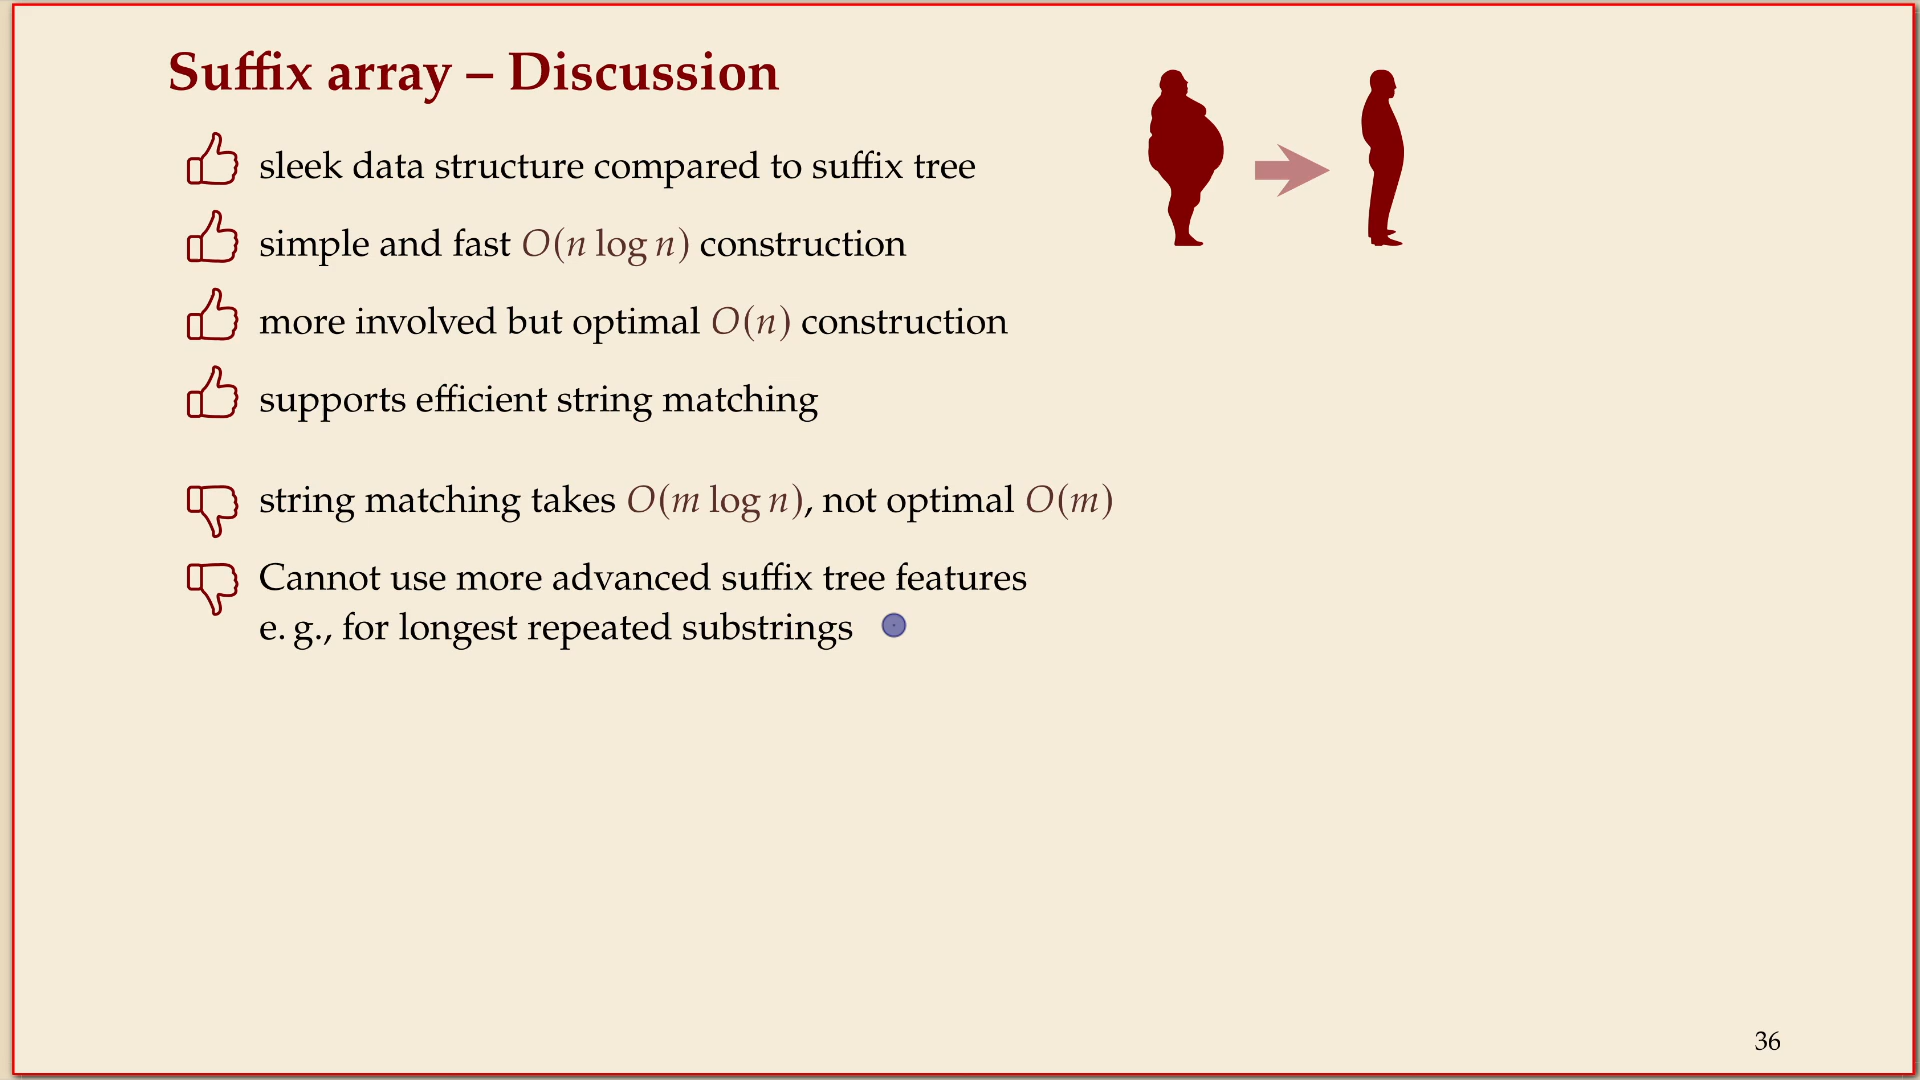 Suffix array – Discussion
sleek data structure compared to suffix tree
simple and fast O(n log n) construction
more involved but optimal O(n) construction
supports efficient string matching
string matching takes O(m log n), not optimal O(m)
Cannot use more advanced suffix tree features
e. g., for longest repeated substrings
36